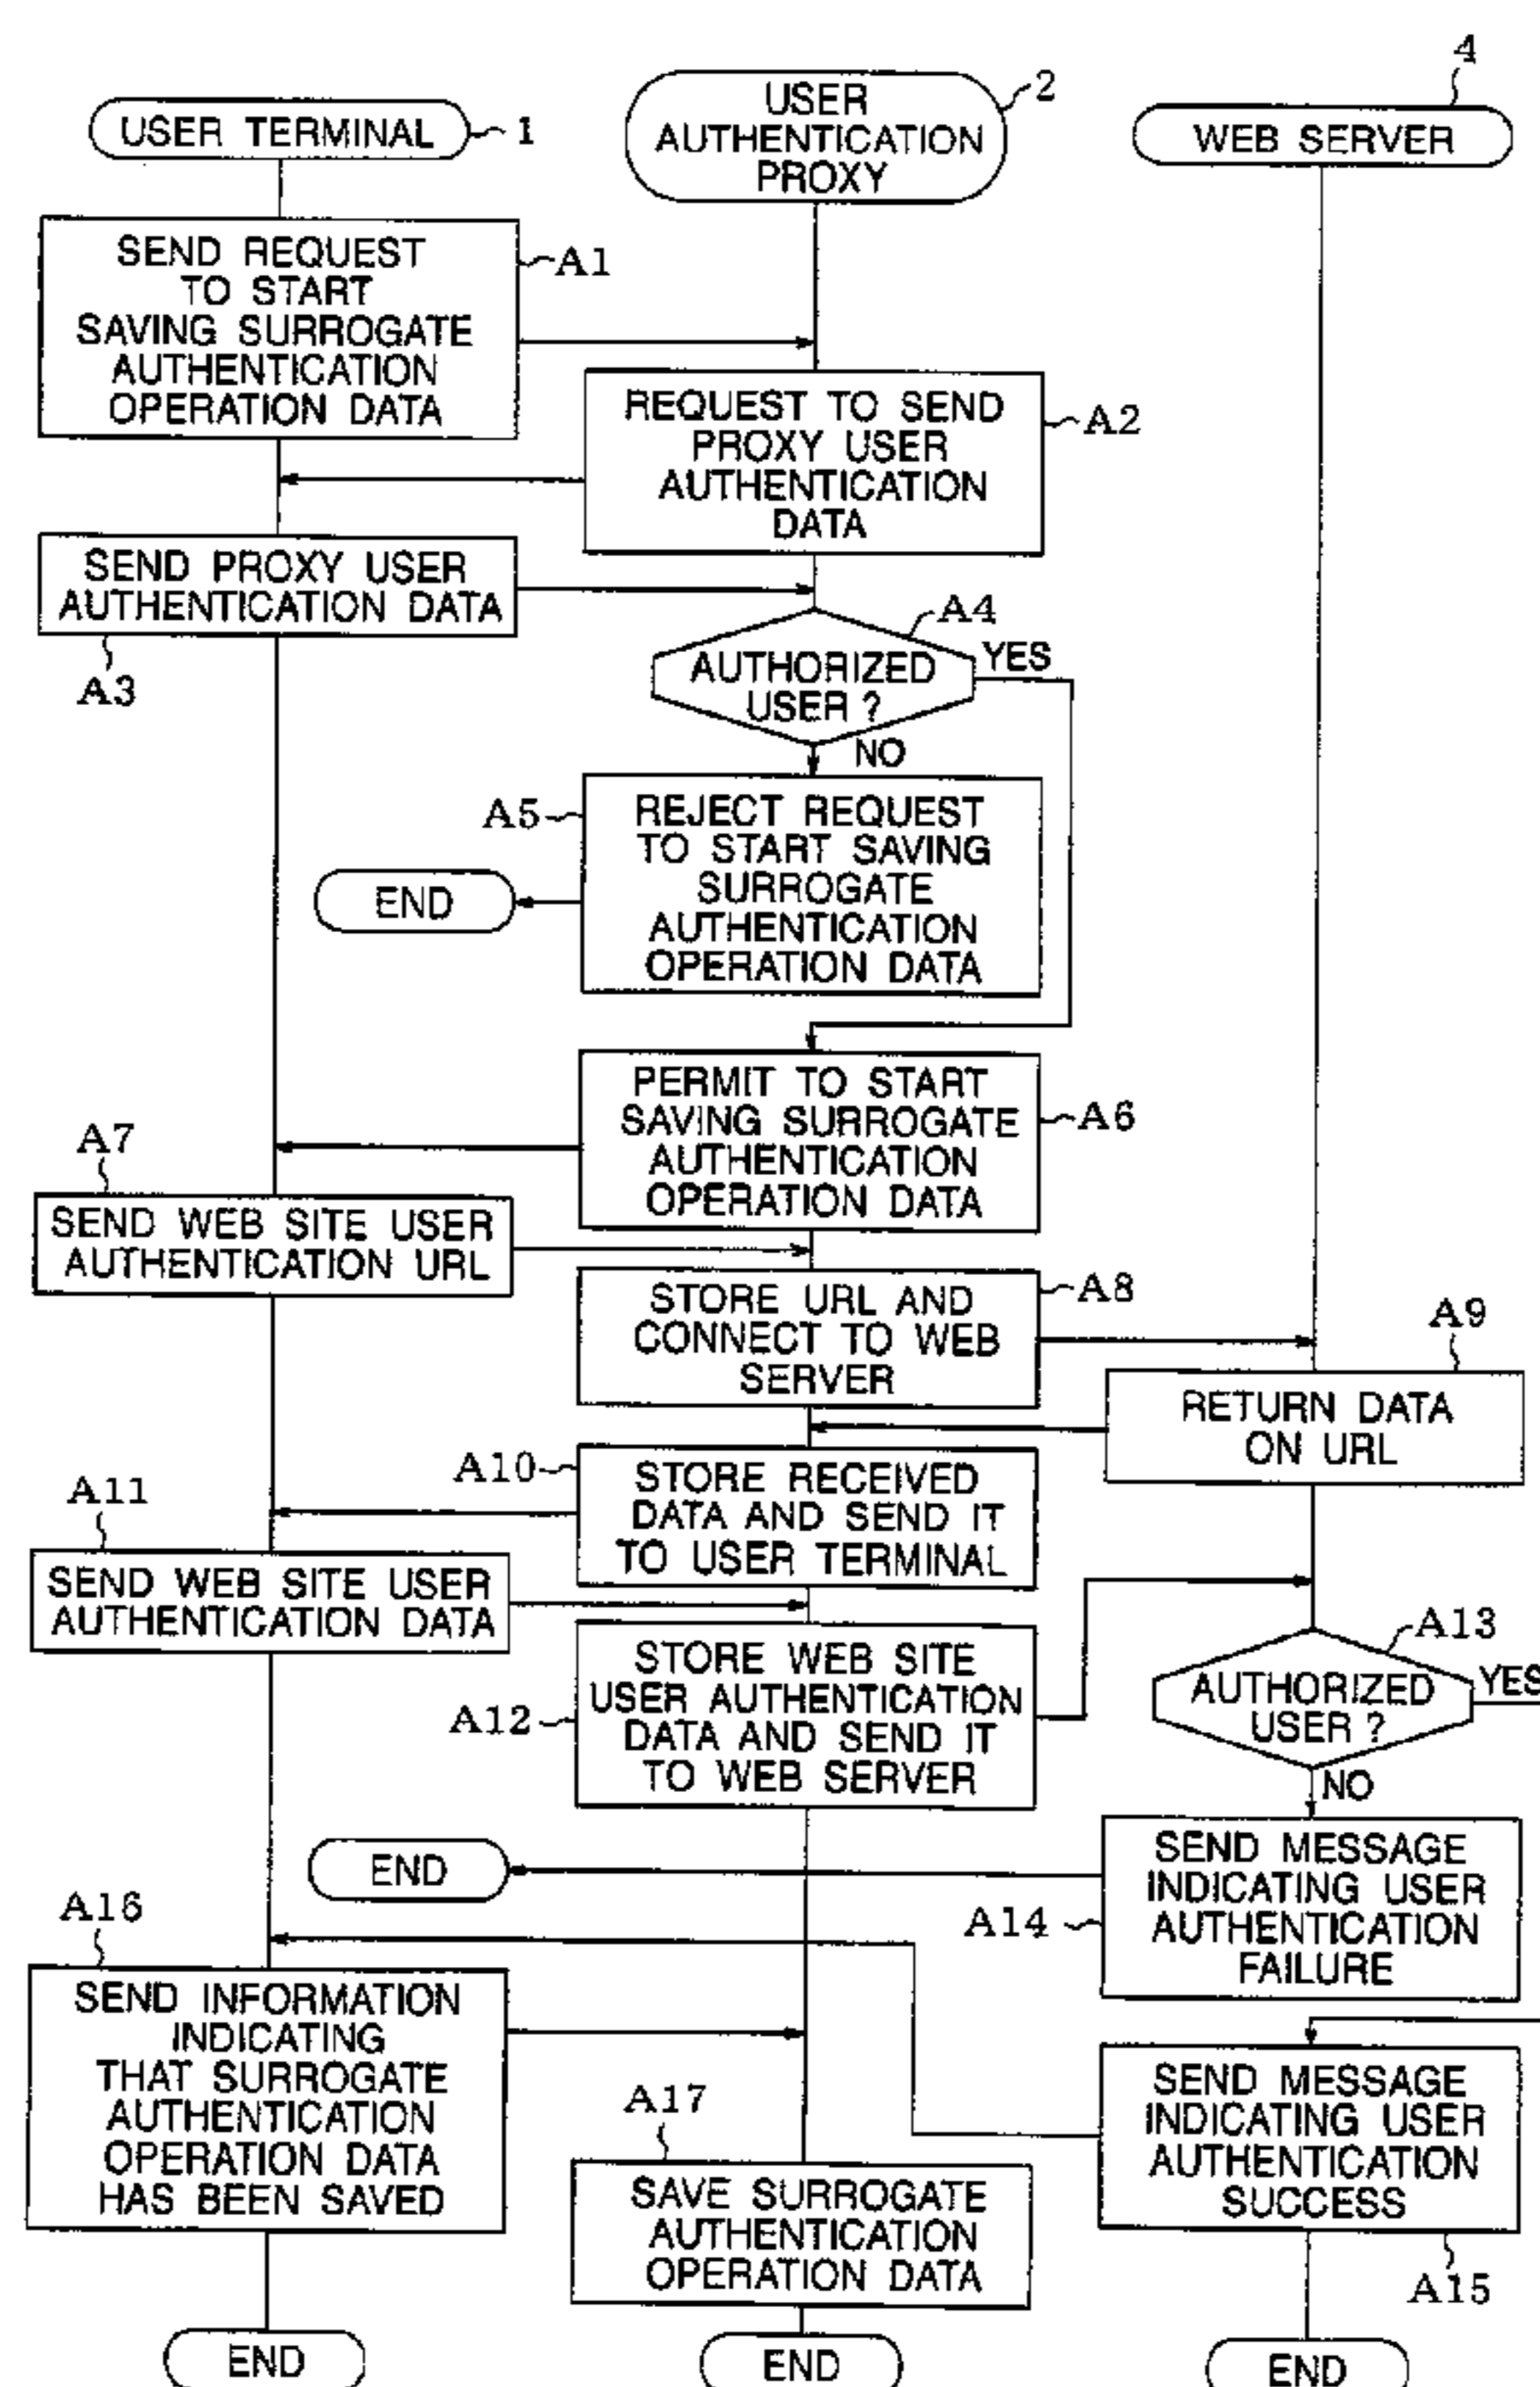 4
2
USER
AUTHENTICATION
PROXY
USER TERMINAL
1
WEB SERVER
SEND REQUEST
TO START
SAVING SURROGATE
AUTHENTICATION
OPERATION DATA
A1
REQUEST TO SEND
PROXY USER
AUTHENTICATION
DATA
A2
SEND PROXY USER
AUTHENTICATION DATA
A3
A4
AUTHORIZED
USER ?
YES
NO
A5
REJECT REQUEST
TO START SAVING
SURROGATE
AUTHENTICATION
OPERATION DATA
END
PERMIT TO START
SAVING SURROGATE
AUTHENTICATION
OPERATION DATA
A6
A7
SEND WEB SITE USER
AUTHENTICATION URL
STORE URL AND
CONNECT TO WEB
SERVER
A8
A9
RETURN DATA
ON URL
A10
STORE RECEIVED
DATA AND SEND IT
TO USER TERMINAL
A11
SEND WEB SITE USER
AUTHENTICATION DATA
A12
STORE WEB SITE
USER AUTHENTICATION
DATA AND SEND IT
TO WEB SERVER
A13
AUTHORIZED
USER ?
YES
NO
END
A14
SEND MESSAGE
INDICATING USER
AUTHENTICATION
FAILURE
A16
SEND INFORMATION
INDICATING
THAT SURROGATE
AUTHENTICATION
OPERATION DATA
HAS BEEN SAVED
A17
SAVE SURROGATE
AUTHENTICATION
OPERATION DATA
SEND MESSAGE
INDICATING USER
AUTHENTICATION
SUCCESS
A15
END
END
END